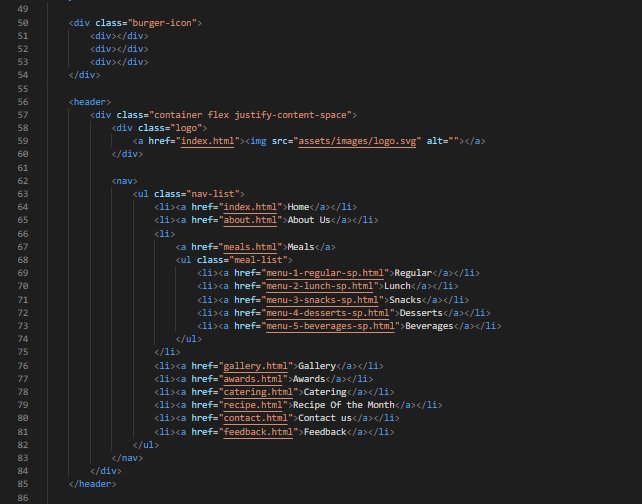 49
50 <div class="burger-icon">
51 <div></div>
52 <div></div>
53 <div></div>
54 </div>
55
56 <header>
57 <div class="container flex justify-content-space">
58 <div class="logo">
59 <a href="index.html"><img src="assets/images/logo.svg" alt=""></a>
60 </div>
61
62 <nav>
63 <ul class="nav-list">
64 <li><a href="index.html">Home</a></li>
65 <li><a href="about.html">About Us</a></li>
66 <li>
67 <a href="meals.html">Meals</a>
68 <ul class="meal-list">
69 <li><a href="menu-1-regular-sp.html">Regular</a></li>
70 <li><a href="menu-2-lunch-sp.html">Lunch</a></li>
71 <li><a href="menu-3-snacks-sp.html">Snacks</a></li>
72 <li><a href="menu-4-desserts-sp.html">Desserts</a></li>
73 <li><a href="menu-5-beverages-sp.html">Beverages</a></li>
74 </ul>
75 </li>
76 <li><a href="gallery.html">Gallery</a></li>
77 <li><a href="awards.html">Awards</a></li>
78 <li><a href="catering.html">Catering</a></li>
79 <li><a href="recipe.html">Recipe Of the Month</a></li>
80 <li><a href="contact.html">Contact us</a></li>
81 <li><a href="feedback.html">Feedback</a></li>
82 </ul>
83 </nav>
84 </div>
85 </header>
86